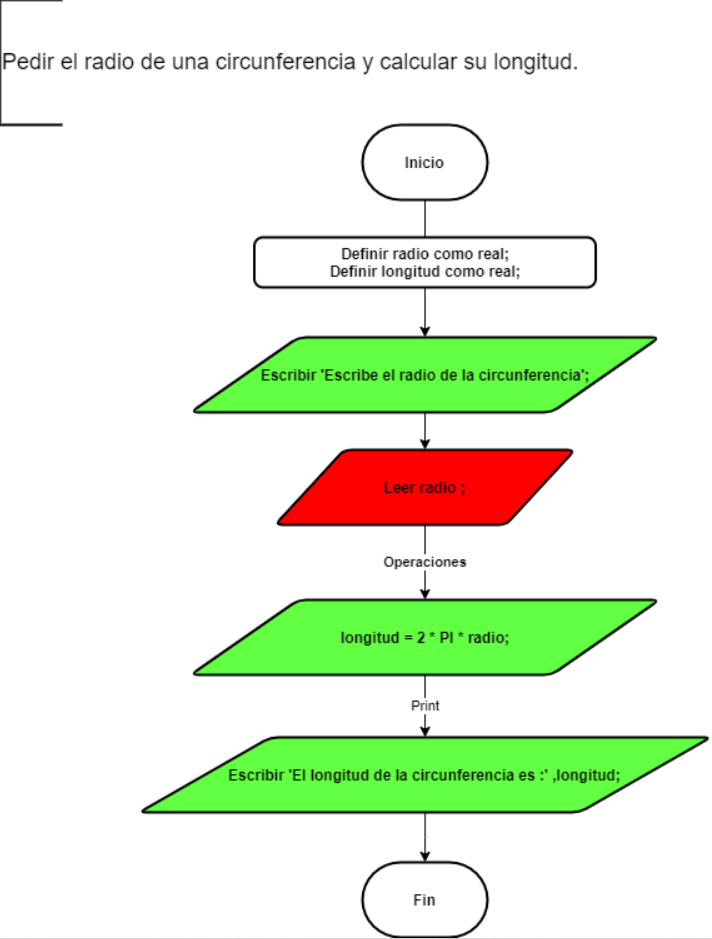 Pedir el radio de una circunferencia y calcular su longitud.
Inicio
Definir radio como real;
Definir longitud como real;
Escribir 'Escribe el radio de la circunferencia';
Leer radio ;
Operaciones
longitud = 2 * PI * radio;
Print
Escribir 'El longitud de la circunferencia es :' ,longitud;
Fin